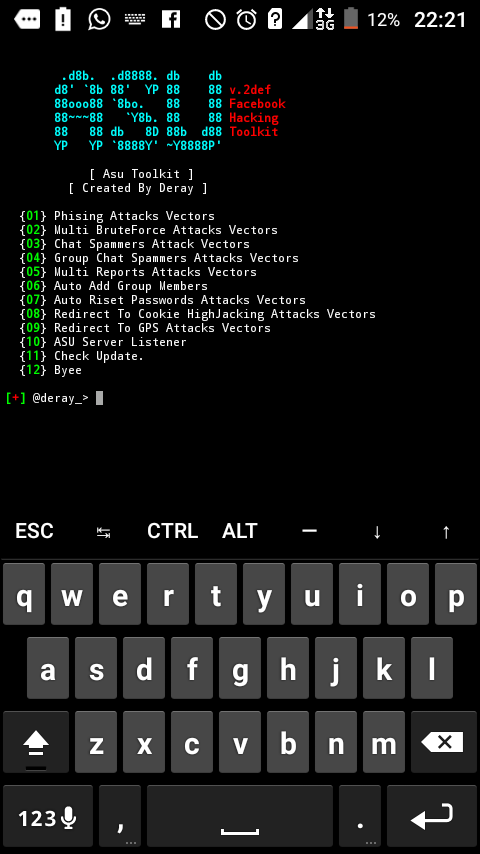 12% 22:21
3G
.d8b.  .d8888. db    db
d8' `8b 88'  YP 88    88 v.2def
88ooo88 `8bo.   88    88 Facebook
88~~~88   `Y8b. 88    88 Hacking
88   88 db   8D 88b  d88 Toolkit
YP   YP `8888Y' ~Y8888P'
[ Asu Toolkit ]
[ Created By Deray ]
{01} Phising Attacks Vectors
{02} Multi BruteForce Attacks Vectors
{03} Chat Spammers Attack Vectors
{04} Group Chat Spammers Attacks Vectors
{05} Multi Reports Attacks Vectors
{06} Auto Add Group Members
{07} Auto Riset Passwords Attacks Vectors
{08} Redirect To Cookie HighJacking Attacks Vectors
{09} Redirect To GPS Attacks Vectors
{10} ASU Server Listener
{11} Check Update.
{12} Byee
[+] @deray_>
ESC ↹ CTRL ALT — ↓ ↑
q w e r t y u i o p
a s d f g h j k l
z x c v b n m
123 , .